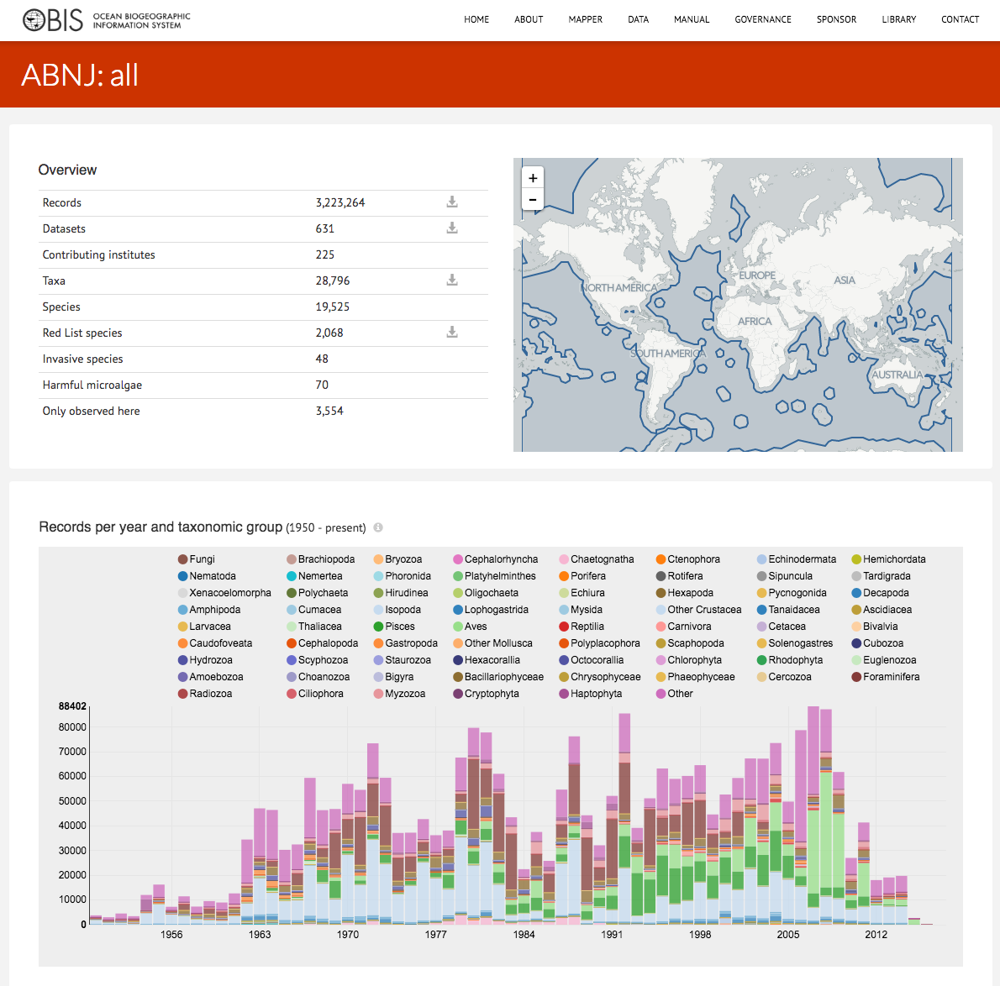 OBIS OCEAN BIOGEOGRAPHIC
INFORMATION SYSTEM
HOME ABOUT MAPPER DATA MANUAL GOVERNANCE SPONSOR LIBRARY CONTACT
ABNJ: all
Overview
Records 3,223,264
Datasets 631
Contributing institutes 225
Taxa 28,796
Species 19,525
Red List species 2,068
Invasive species 48
Harmful microalgae 70
Only observed here 3,554
+
−
EUROPE
ASIA
NORTH AMERICA
AFRICA
SOUTH AMERICA
AUSTRALIA
Records per year and taxonomic group (1950 - present)
Fungi Brachiopoda Bryozoa Cephalorhyncha Chaetognatha Ctenophora Echinodermata Hemichordata
Nematoda Nemertea Phoronida Platyhelminthes Porifera Rotifera Sipuncula Tardigrada
Xenacoelomorpha Polychaeta Hirudinea Oligochaeta Echiura Hexapoda Pycnogonida Decapoda
Amphipoda Cumacea Isopoda Lophogastrida Mysida Other Crustacea Tanaidacea Ascidiacea
Larvacea Thaliacea Pisces Aves Reptilia Carnivora Cetacea Bivalvia
Caudofoveata Cephalopoda Gastropoda Other Mollusca Polyplacophora Scaphopoda Solenogastres Cubozoa
Hydrozoa Scyphozoa Staurozoa Hexacorallia Octocorallia Chlorophyta Rhodophyta Euglenozoa
Amoebozoa Choanozoa Bigyra Bacillariophyceae Chrysophyceae Phaeophyceae Cercozoa Foraminifera
Radiozoa Ciliophora Myzozoa Cryptophyta Haptophyta Other
88402
80000
70000
60000
50000
40000
30000
20000
10000
0
1956 1963 1970 1977 1984 1991 1998 2005 2012